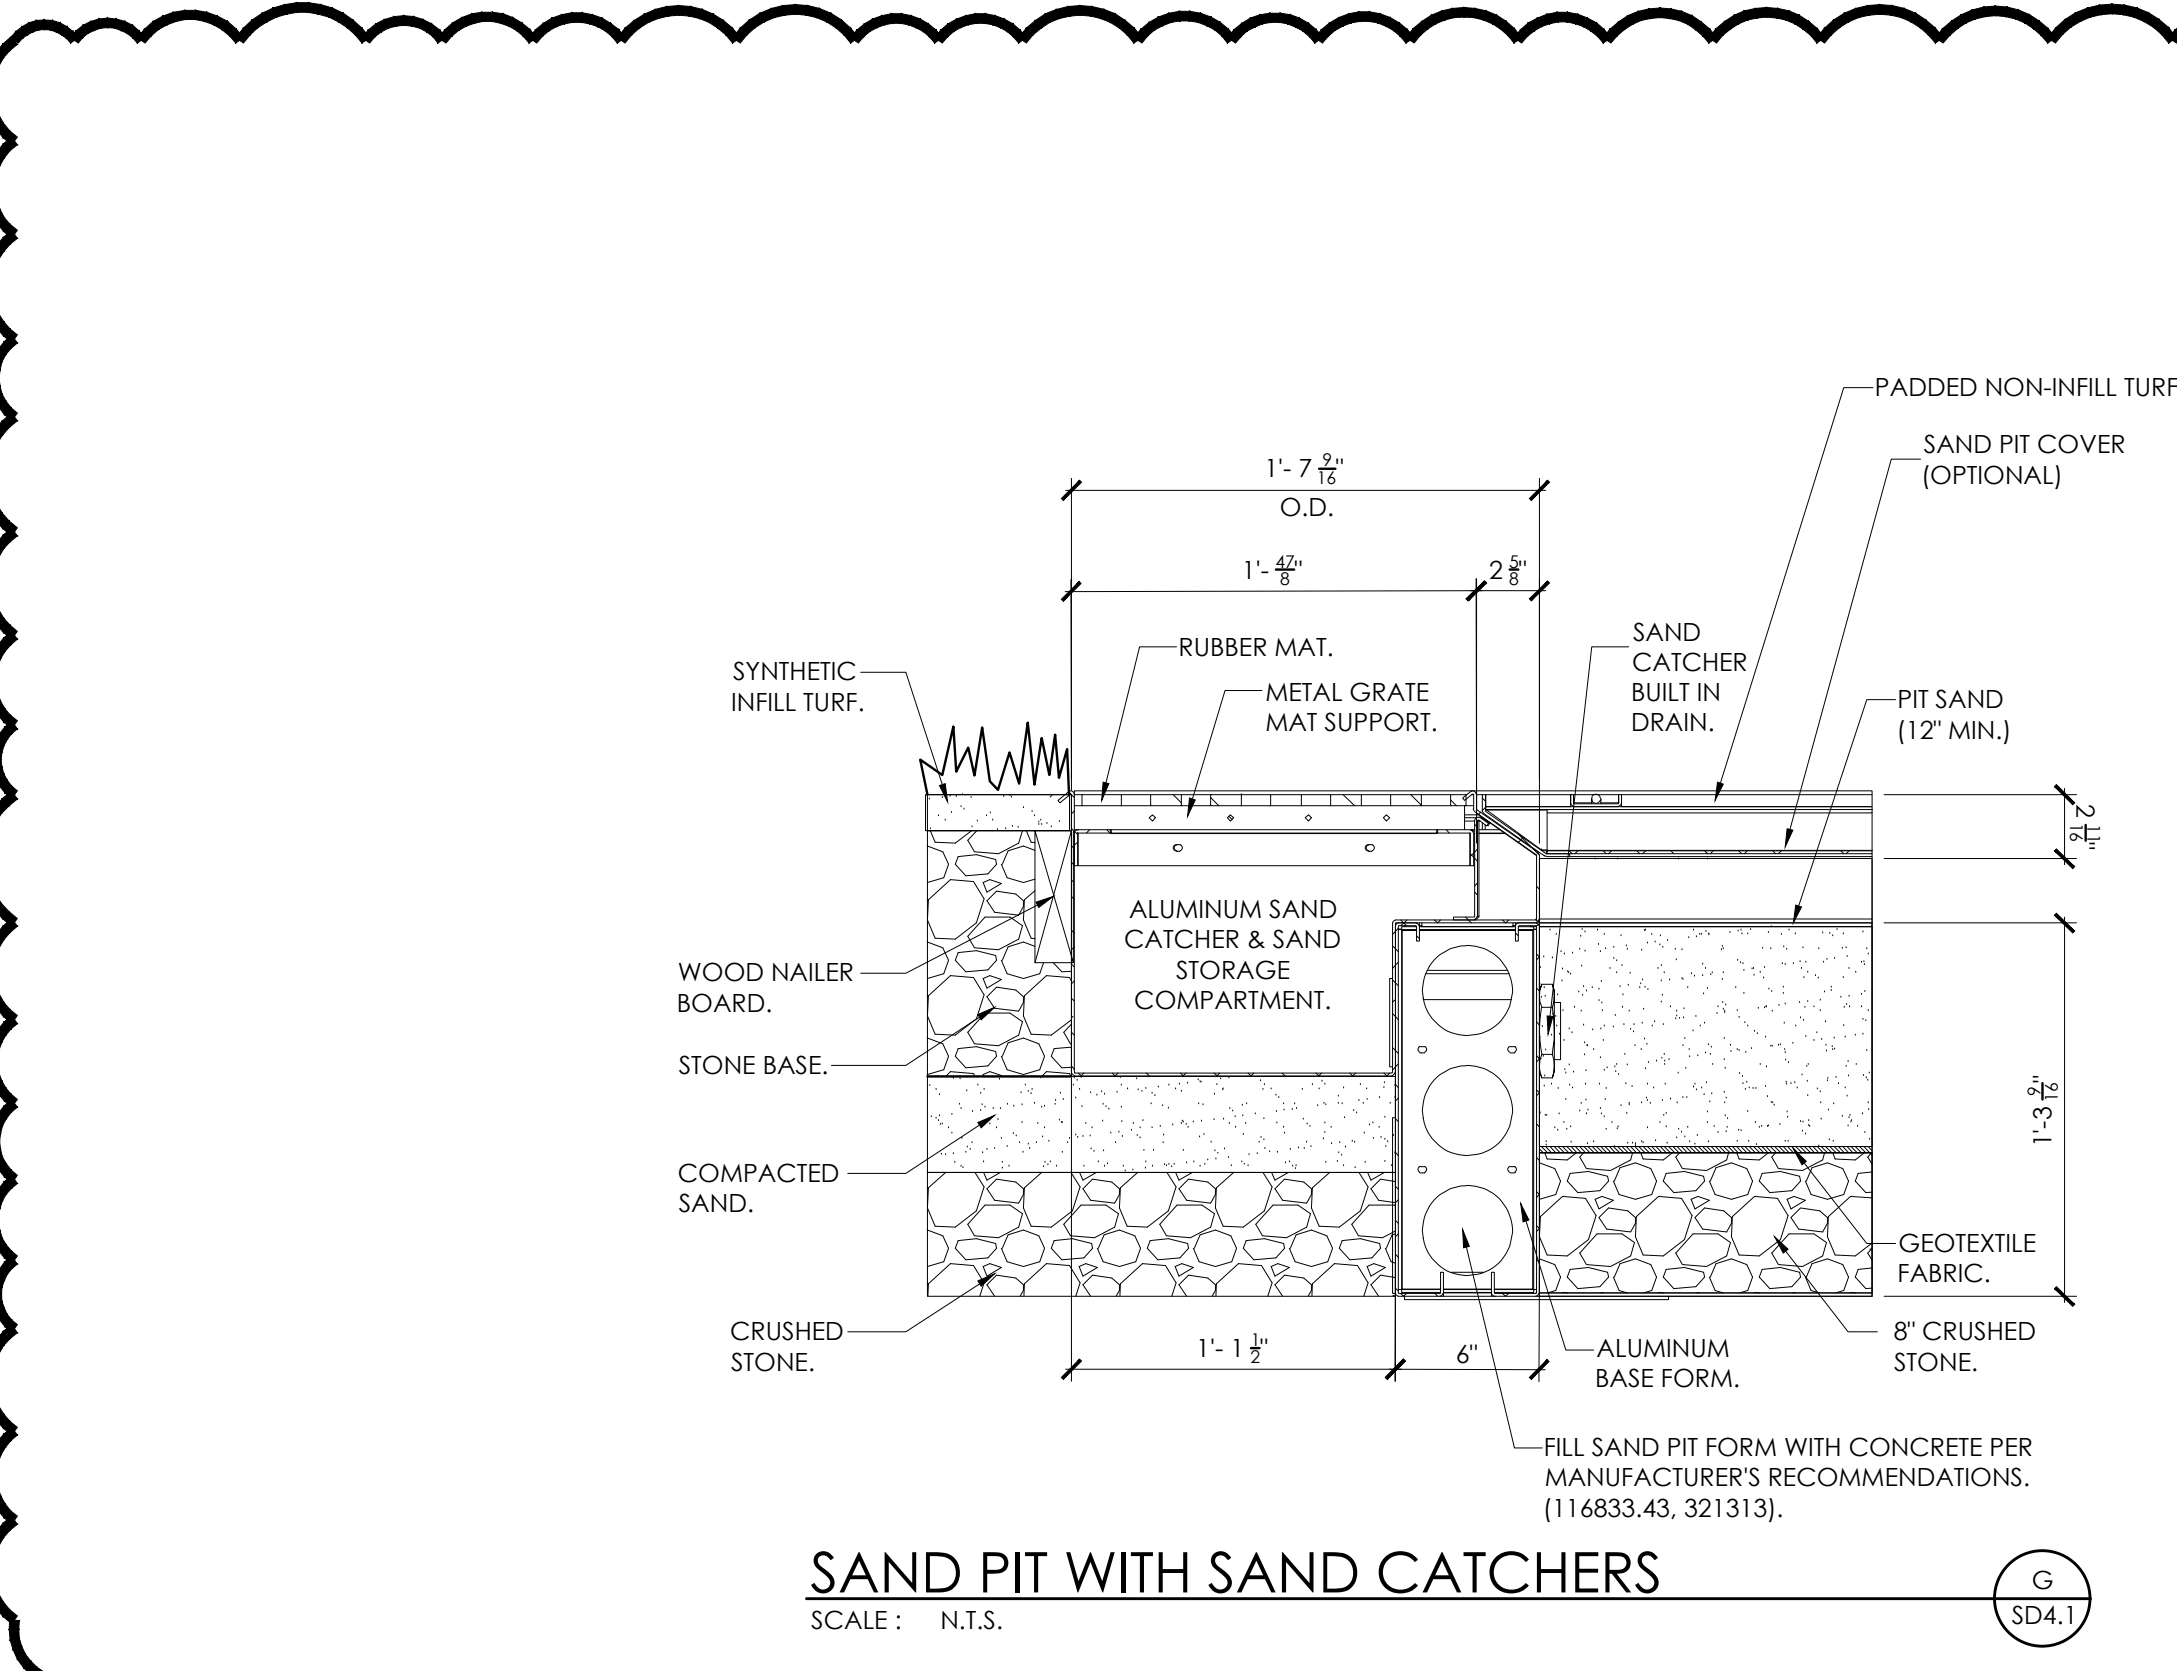 PADDED NON-INFILL TURF
SAND PIT COVER
(OPTIONAL)
1'- 7 9/16"
O.D.
1'- 47/8"
2 5/8"
SYNTHETIC
INFILL TURF.
RUBBER MAT.
METAL GRATE
MAT SUPPORT.
SAND
CATCHER
BUILT IN
DRAIN.
PIT SAND
(12" MIN.)
2 11/16"
ALUMINUM SAND
CATCHER & SAND
STORAGE
COMPARTMENT.
WOOD NAILER
BOARD.
STONE BASE.
COMPACTED
SAND.
1'-3 9/16"
GEOTEXTILE
FABRIC.
CRUSHED
STONE.
1'- 1 1/2"
6"
ALUMINUM
BASE FORM.
8" CRUSHED
STONE.
FILL SAND PIT FORM WITH CONCRETE PER
MANUFACTURER'S RECOMMENDATIONS.
(116833.43, 321313).
SAND PIT WITH SAND CATCHERS
SCALE : N.T.S.
G
SD4.1